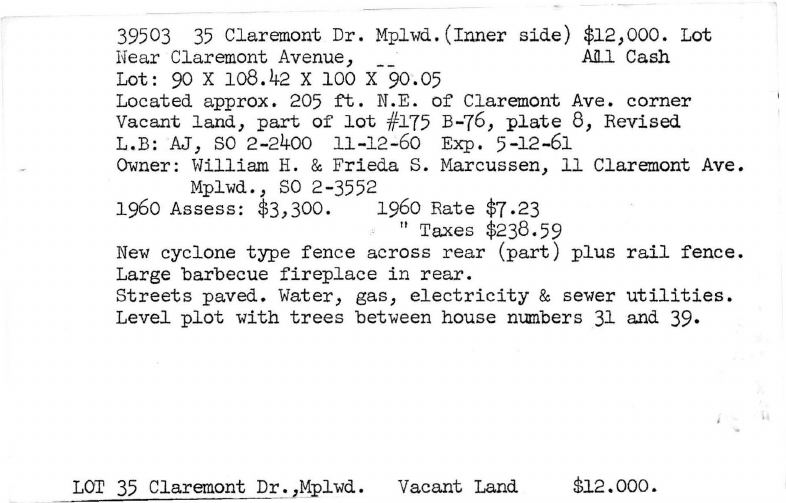 39503 35 Claremont Dr. Mplwd.(Inner side) $12,000. Lot
Near Claremont Avenue, __ All Cash
Lot: 90 X 108.42 X 100 X 90.05
Located approx. 205 ft. N.E. of Claremont Ave. corner
Vacant land, part of lot #175 B-76, plate 8, Revised
L.B: AJ, SO 2-2400 11-12-60 Exp. 5-12-61
Owner: William H. & Frieda S. Marcussen, 11 Claremont Ave.
Mplwd., SO 2-3552
1960 Assess: $3,300. 1960 Rate $7.23
" Taxes $238.59
New cyclone type fence across rear (part) plus rail fence.
Large barbecue fireplace in rear.
Streets paved. Water, gas, electricity & sewer utilities.
Level plot with trees between house numbers 31 and 39.
LOT 35 Claremont Dr.,Mplwd. Vacant Land $12.000.